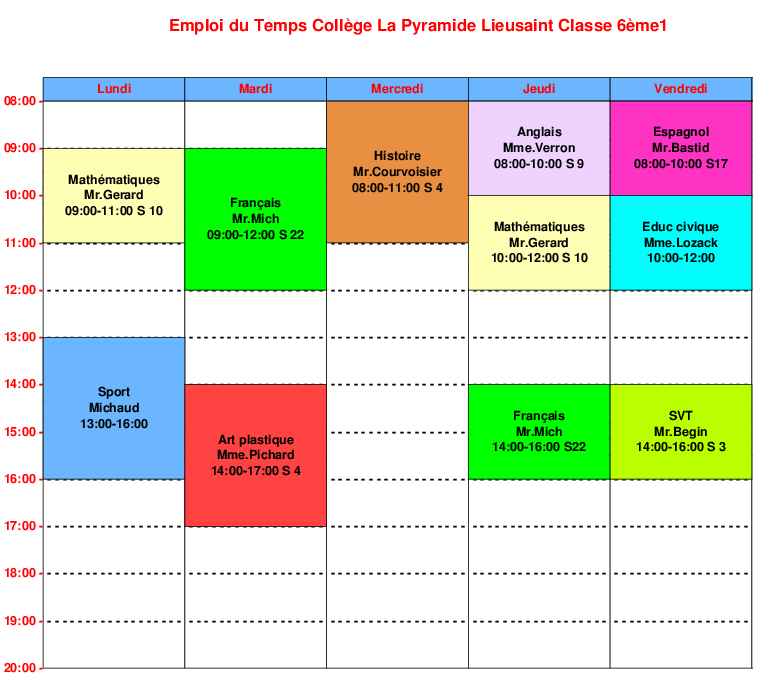 Emploi du Temps Collège La Pyramide Lieusaint Classe 6ème1
Lundi Mardi Mercredi Jeudi Vendredi
08:00
09:00
10:00
11:00
12:00
13:00
14:00
15:00
16:00
17:00
18:00
19:00
20:00
Mathématiques
Mr.Gerard
09:00-11:00 S 10
Sport
Michaud
13:00-16:00
Français
Mr.Mich
09:00-12:00 S 22
Art plastique
Mme.Pichard
14:00-17:00 S 4
Histoire
Mr.Courvoisier
08:00-11:00 S 4
Anglais
Mme.Verron
08:00-10:00 S 9
Mathématiques
Mr.Gerard
10:00-12:00 S 10
Français
Mr.Mich
14:00-16:00 S22
Espagnol
Mr.Bastid
08:00-10:00 S17
Educ civique
Mme.Lozack
10:00-12:00
SVT
Mr.Begin
14:00-16:00 S 3